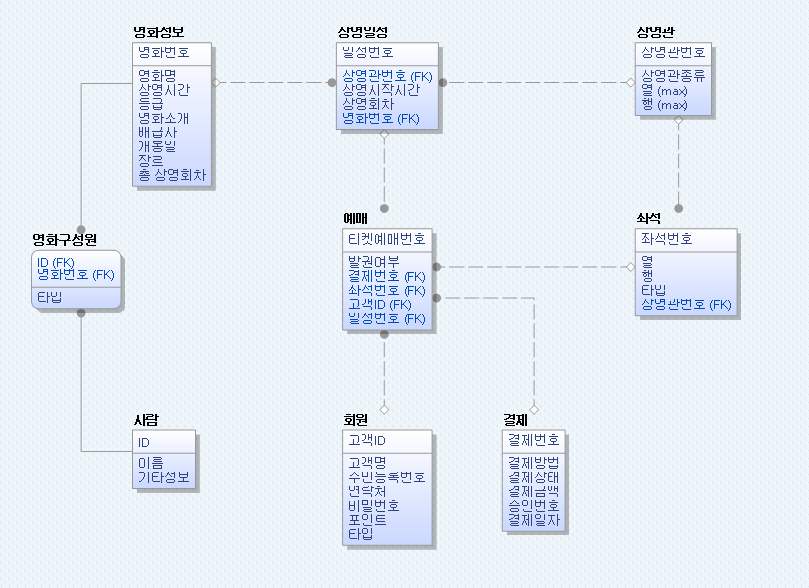 영화정보
영화번호
영화명
상영시간
등급
영화소개
배급사
개봉일
장르
총 상영회차
상영일정
일정번호
상영관번호 (FK)
상영시작시간
상영회차
영화번호 (FK)
상영관
상영관번호
상영관종류
열 (max)
행 (max)
영화구성원
ID (FK)
영화번호 (FK)
타입
예매
티켓예매번호
발권여부
결제번호 (FK)
좌석번호 (FK)
고객ID (FK)
일정번호 (FK)
좌석
좌석번호
열
행
타입
상영관번호 (FK)
사람
ID
이름
기타정보
회원
고객ID
고객명
주민등록번호
연락처
비밀번호
포인트
타입
결제
결제번호
결제방법
결제상태
결제금액
승인번호
결제일자